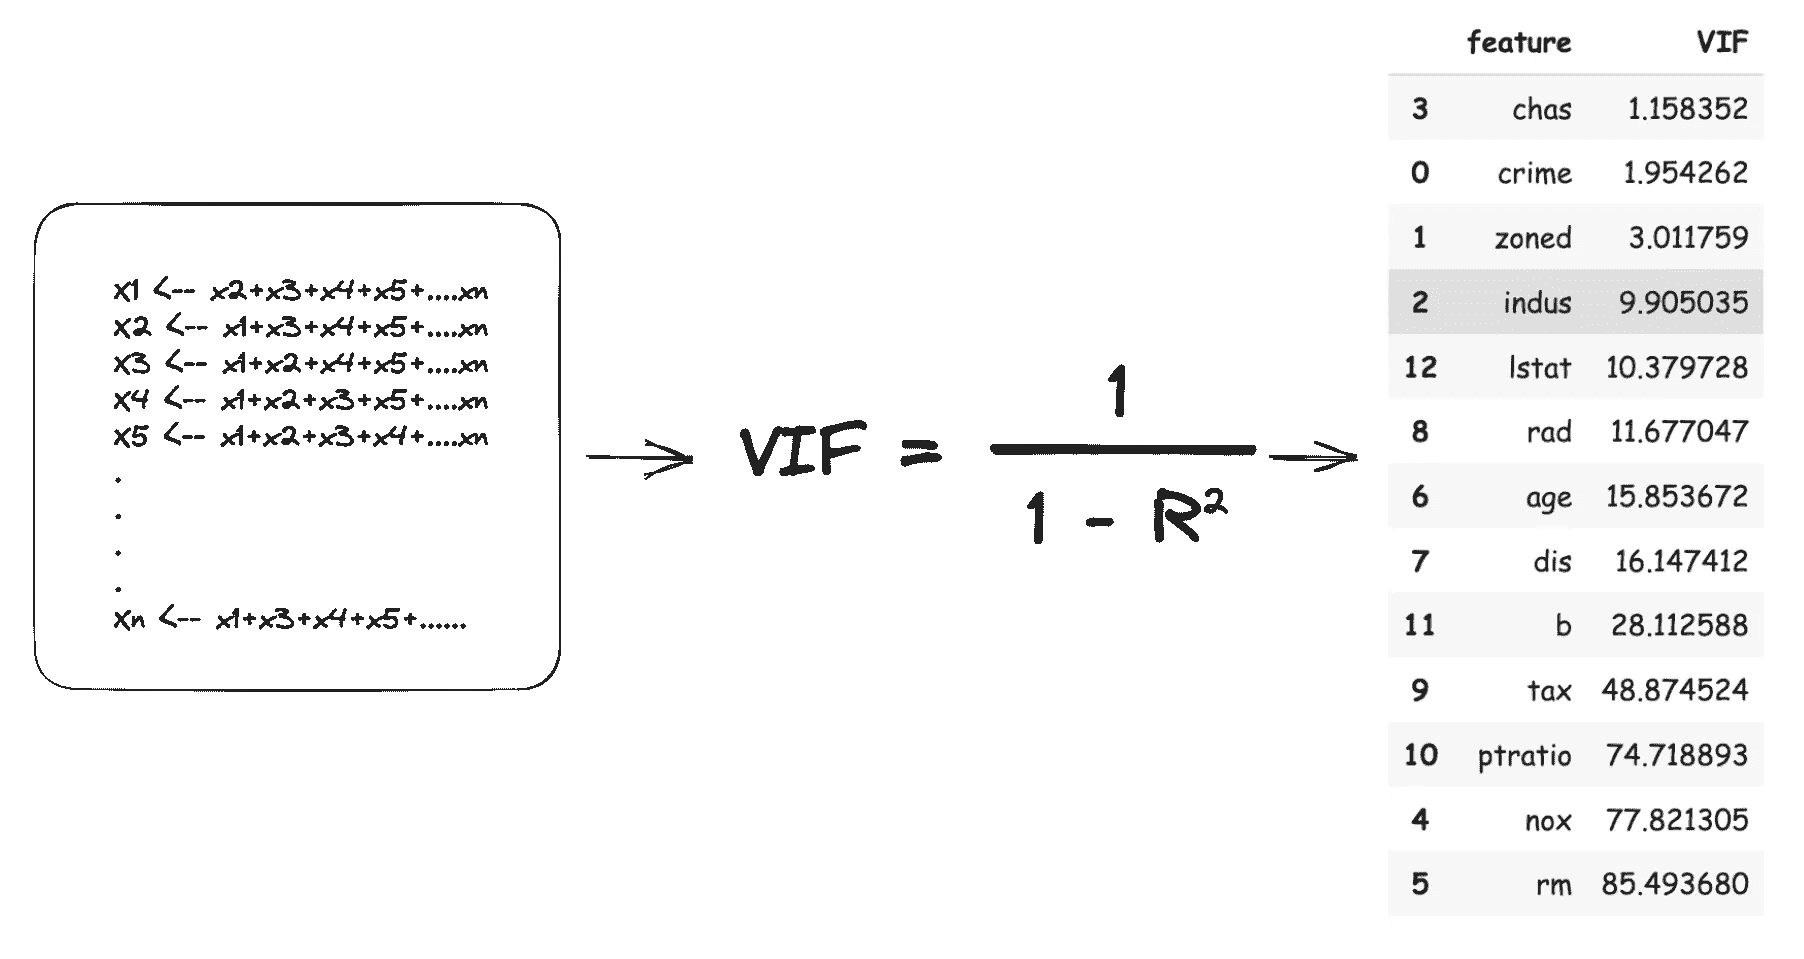 x1 <-- x2+x3+x4+x5+....xn
x2 <-- x1+x3+x4+x5+....xn
x3 <-- x1+x2+x4+x5+....xn
x4 <-- x1+x2+x3+x5+....xn
x5 <-- x1+x2+x3+x4+....xn
.
.
.
.
xn <-- x1+x3+x4+x5+......
VIF = 1
1 - R²
feature VIF
3 chas 1.158352
0 crime 1.954262
1 zoned 3.011759
2 indus 9.905035
12 lstat 10.379728
8 rad 11.677047
6 age 15.853672
7 dis 16.147412
11 b 28.112588
9 tax 48.874524
10 ptratio 74.718893
4 nox 77.821305
5 rm 85.493680